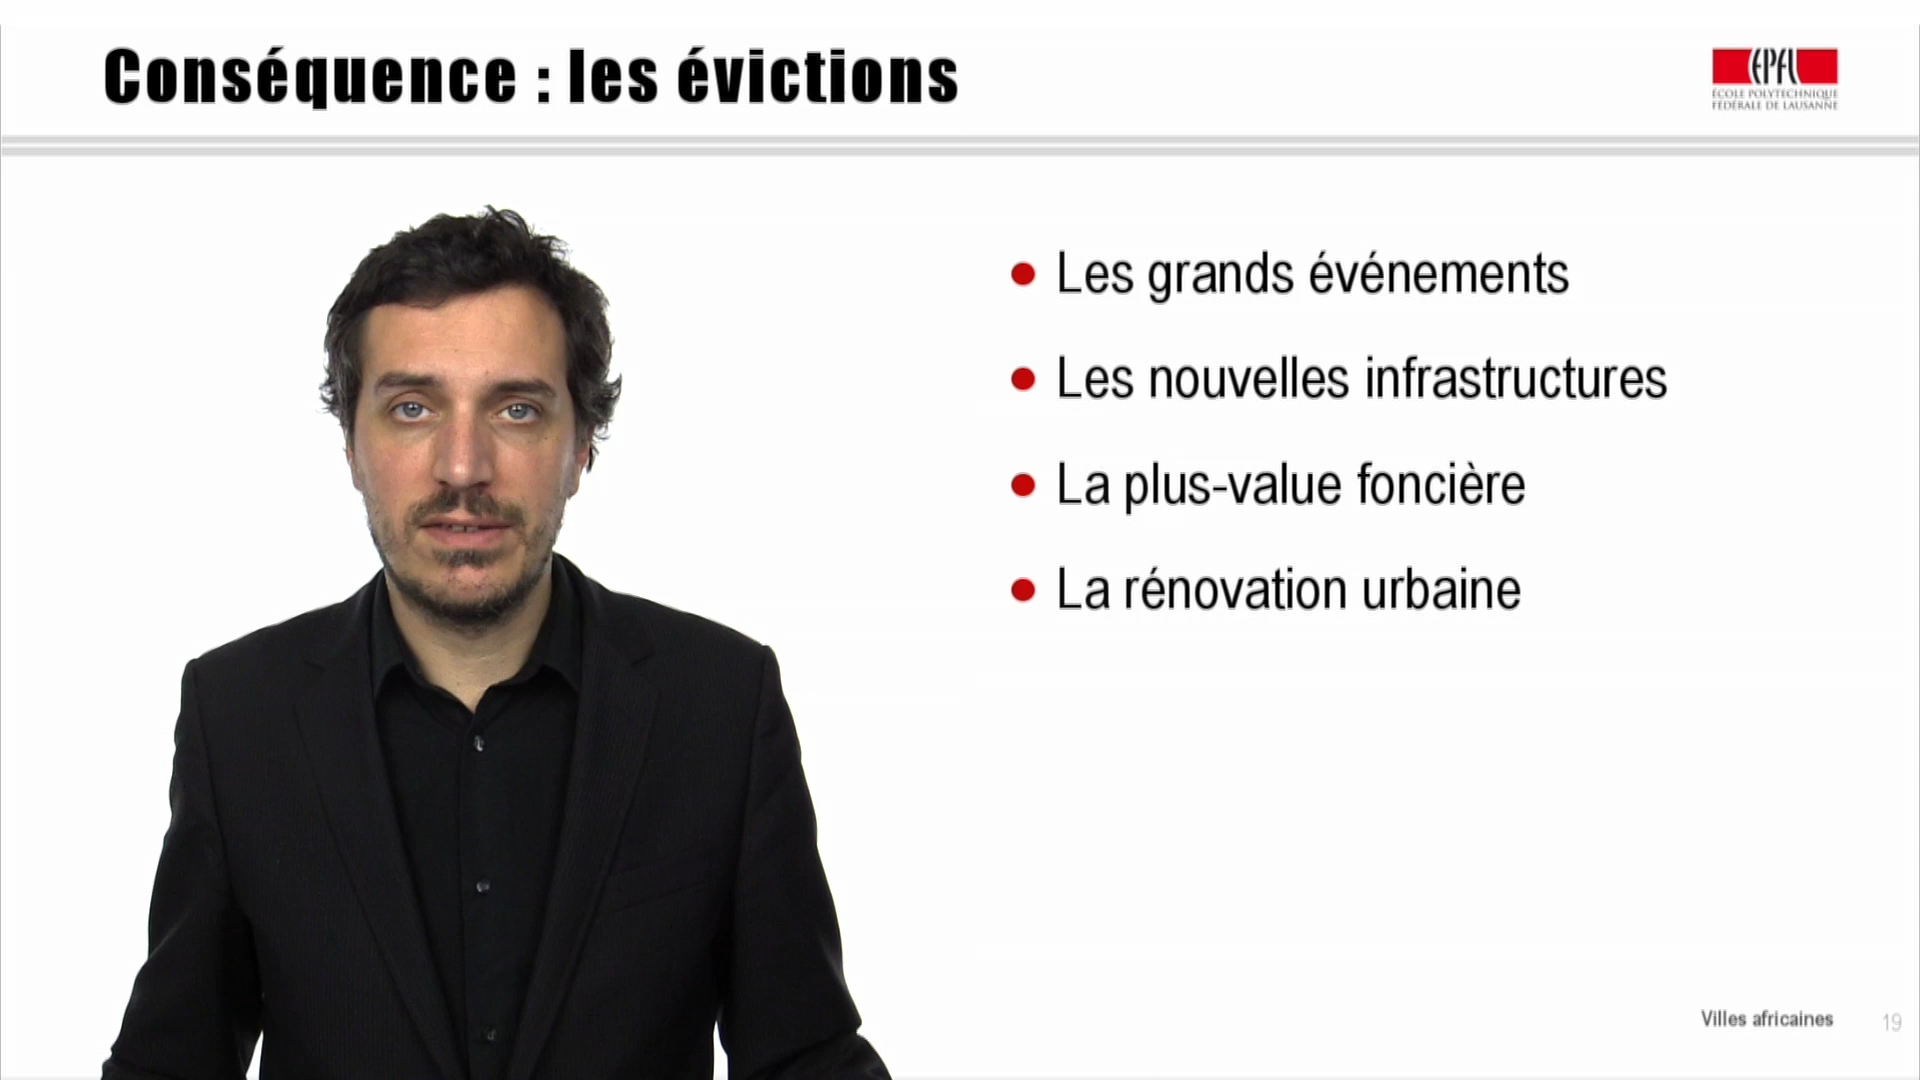 Conséquence : les évictions
EPFL
ÉCOLE POLYTECHNIQUE
FÉDÉRALE DE LAUSANNE
Les grands événements
Les nouvelles infrastructures
La plus-value foncière
La rénovation urbaine
Villes africaines
19